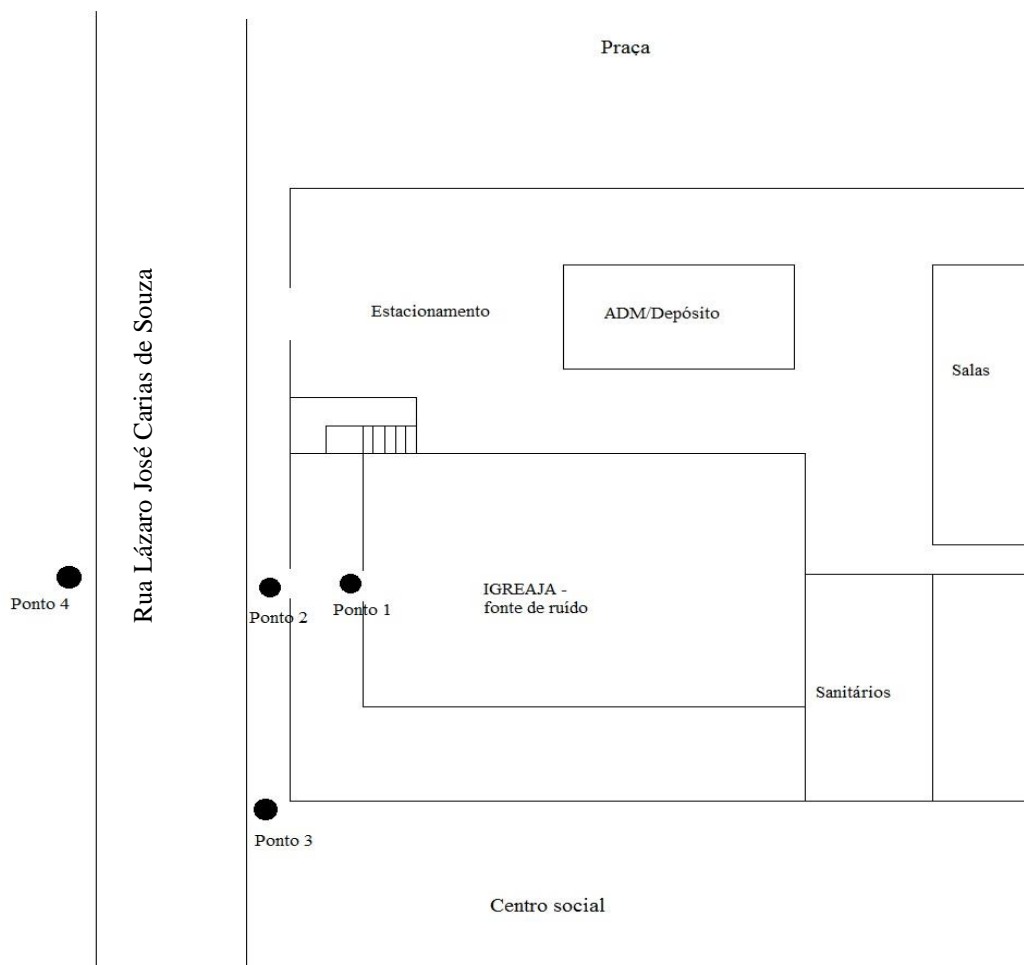 Praça
Rua Lázaro José Carias de Souza
Estacionamento
ADM/Depósito
Salas
Ponto 4
Ponto 2
Ponto 1
IGREAJA -
fonte de ruído
Sanitários
Ponto 3
Centro social